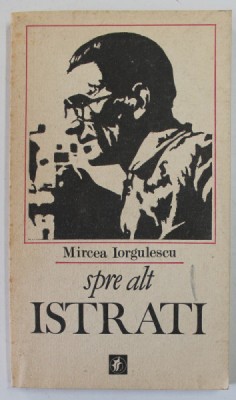 Mircea Iorgulescu
spre alt
ISTRATI